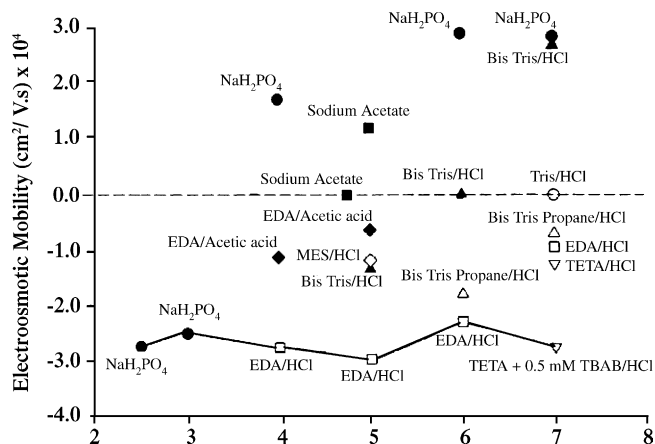 Electroosmotic Mobility (cm²/ V.s) x 10⁴
3.0
2.0
1.0
0.0
-1.0
-2.0
-3.0
-4.0
2
3
4
5
6
7
8
NaH₂PO₄
NaH₂PO₄
Bis Tris/HCl
NaH₂PO₄
Sodium Acetate
Sodium Acetate
Bis Tris/HCl
Tris/HCl
EDA/Acetic acid
Bis Tris Propane/HCl
EDA/Acetic acid
MES/HCl
EDA/HCl
TETA/HCl
Bis Tris/HCl
Bis Tris Propane/HCl
NaH₂PO₄
NaH₂PO₄
EDA/HCl
EDA/HCl
EDA/HCl
TETA + 0.5 mM TBAB/HCl